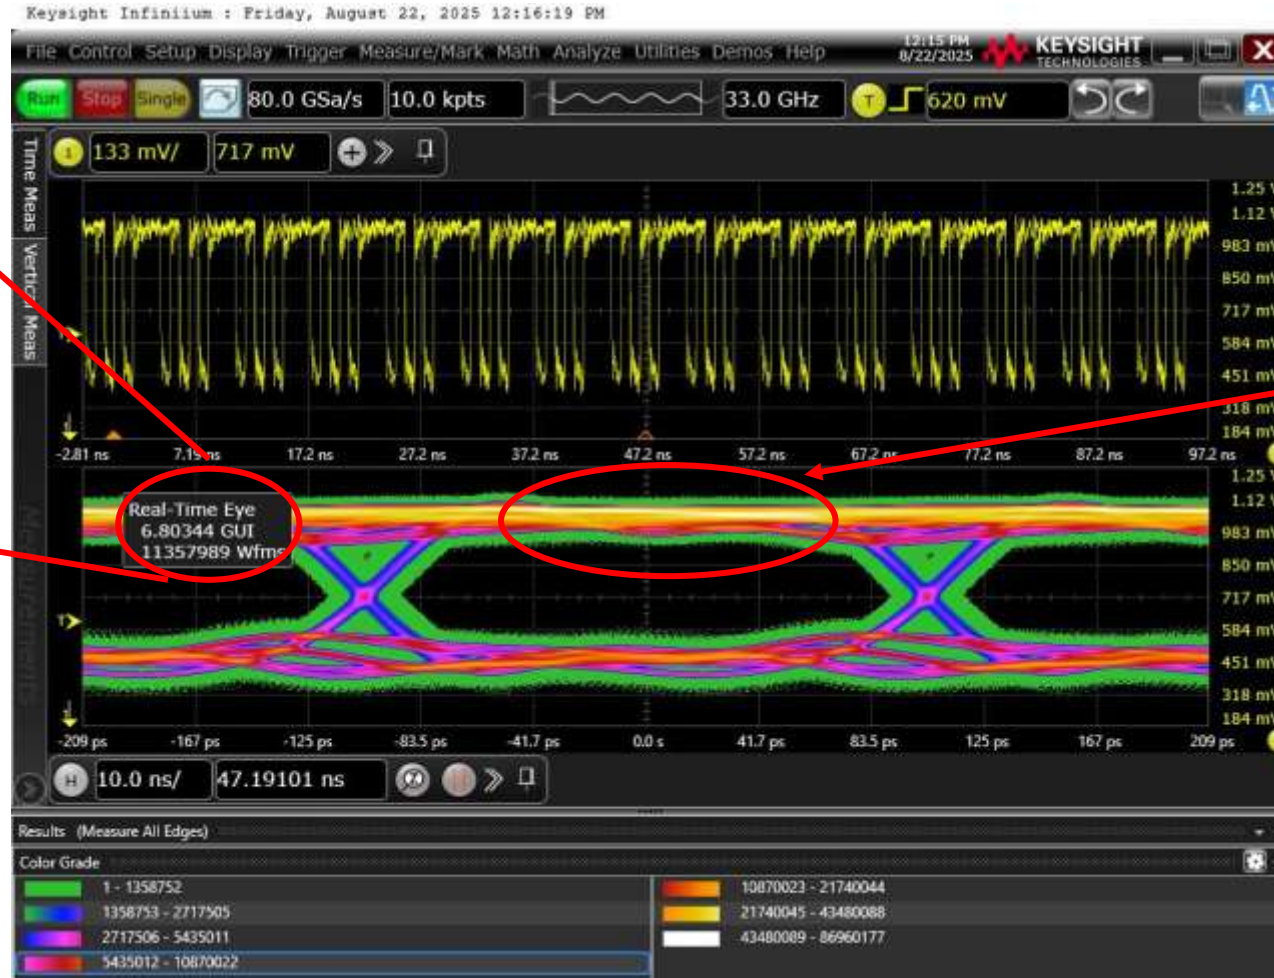 Keysight Infiniium : Friday, August 22, 2025 12:16:19 PM
File Control Setup Display Trigger Measure/Mark Math Analyze Utilities Demos Help
12:15 PM
8/22/2025
KEYSIGHT
TECHNOLOGIES
Run Stop Single 80.0 GSa/s 10.0 kpts 33.0 GHz T 620 mV
Time Meas
Vertical Meas
Measurements
1 133 mV/ 717 mV
1.25 V
1.12 V
983 mV
850 mV
717 mV
584 mV
451 mV
318 mV
184 mV
-2.81 ns 7.19 ns 17.2 ns 27.2 ns 37.2 ns 47.2 ns 57.2 ns 67.2 ns 77.2 ns 87.2 ns 97.2 ns
Real-Time Eye
6.80344 GUI
11357989 Wfms
T
1.25 V
1.12 V
983 mV
850 mV
717 mV
584 mV
451 mV
318 mV
184 mV
-209 ps -167 ps -125 ps -83.5 ps -41.7 ps 0.0 s 41.7 ps 83.5 ps 125 ps 167 ps 209 ps
H 10.0 ns/ 47.19101 ns
Results (Measure All Edges)
Color Grade
1 - 1358752
1358753 - 2717505
2717506 - 5435011
5435012 - 10870022
10870023 - 21740044
21740045 - 43480088
43480089 - 86960177